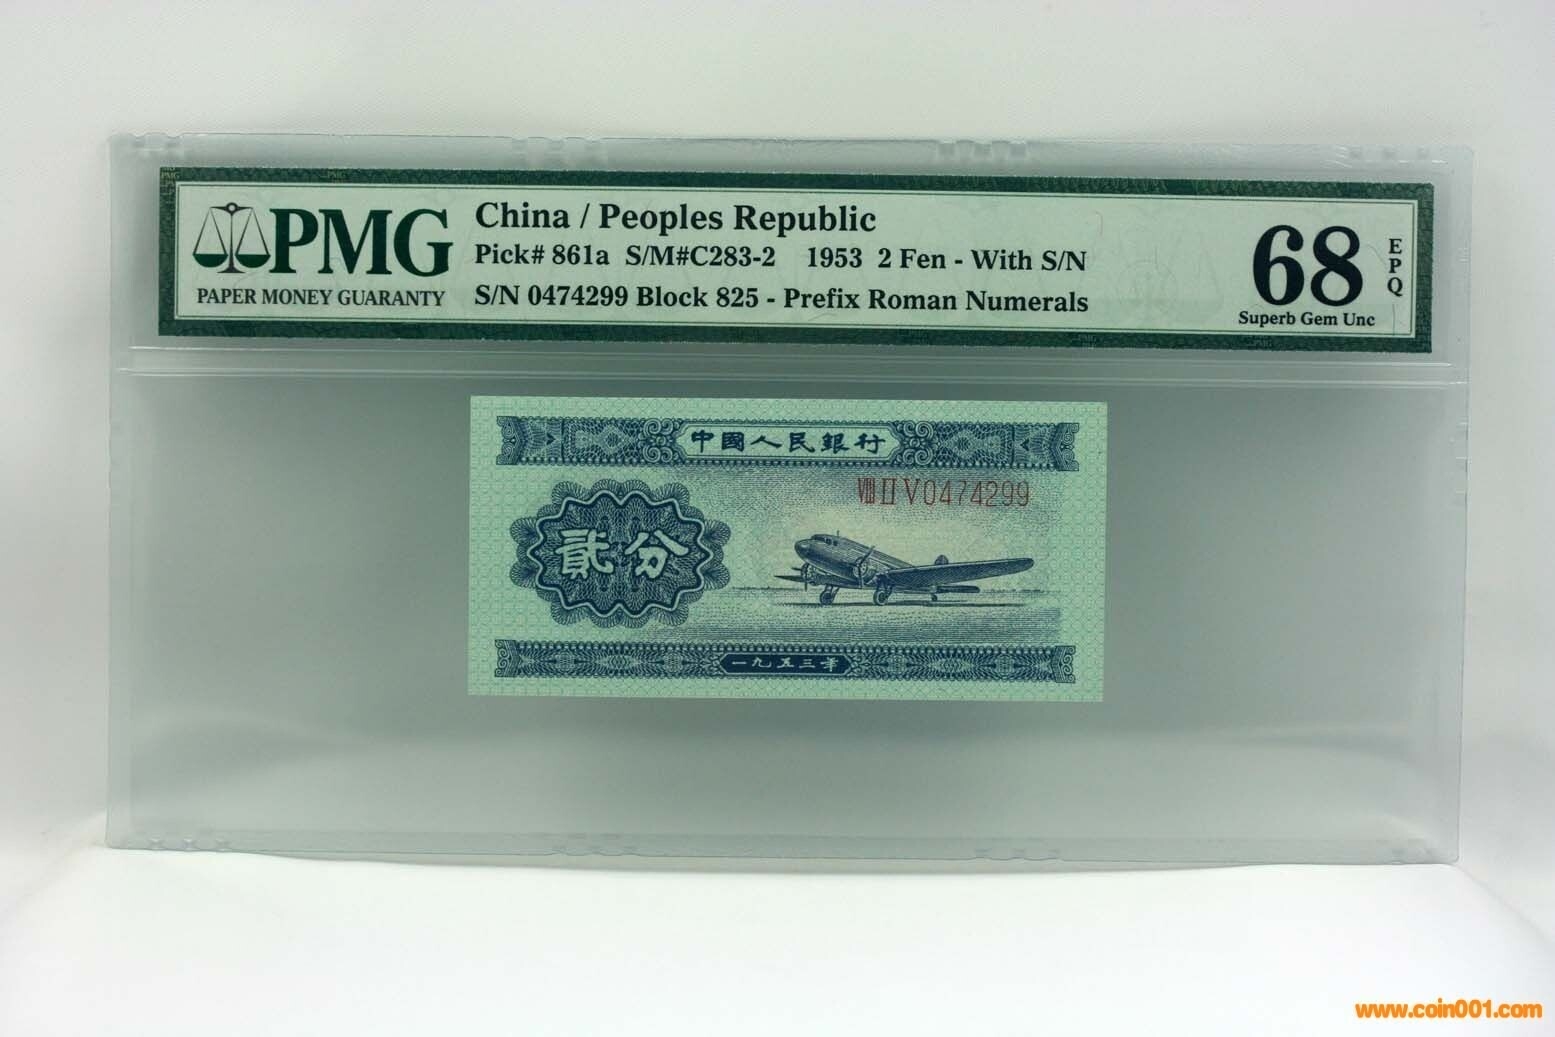 PMG
PAPER MONEY GUARANTY
China / Peoples Republic
Pick# 861a S/M#C283-2 1953 2 Fen - With S/N
S/N 0474299 Block 825 - Prefix Roman Numerals
68
EPQ
Superb Gem Unc
中國人民銀行
VIII II V 0474299
貳分
一九五三年
www.coin001.com